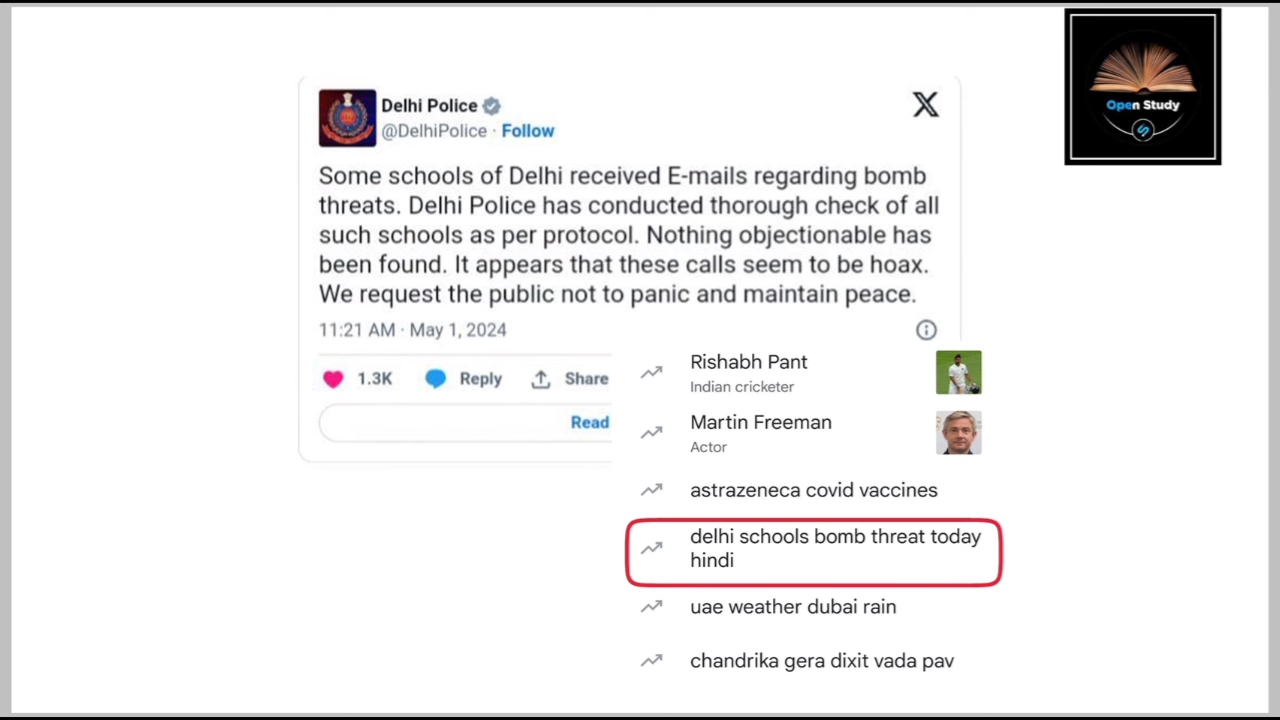 Open Study
Delhi Police
@DelhiPolice · Follow
Some schools of Delhi received E-mails regarding bomb
threats. Delhi Police has conducted thorough check of all
such schools as per protocol. Nothing objectionable has
been found. It appears that these calls seem to be hoax.
We request the public not to panic and maintain peace.
11:21 AM · May 1, 2024
1.3K Reply Share
Read
Rishabh Pant
Indian cricketer
Martin Freeman
Actor
astrazeneca covid vaccines
delhi schools bomb threat today
hindi
uae weather dubai rain
chandrika gera dixit vada pav